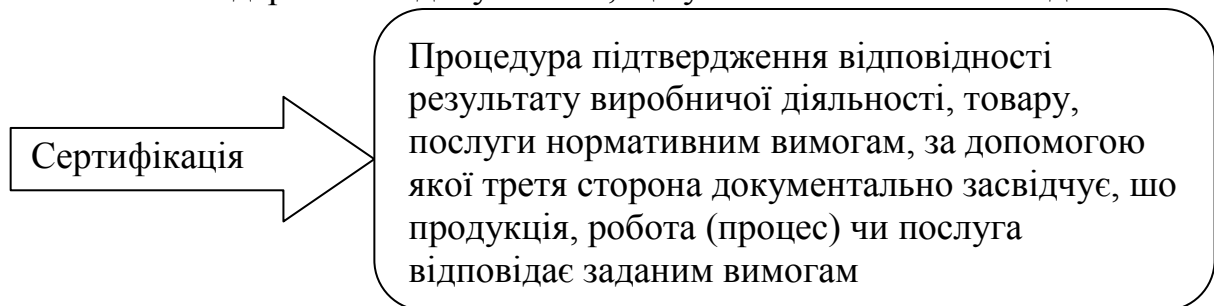 Сертифікація
Процедура підтвердження відповідності
результату виробничої діяльності, товару,
послуги нормативним вимогам, за допомогою
якої третя сторона документально засвідчує, шо
продукція, робота (процес) чи послуга
відповідає заданим вимогам